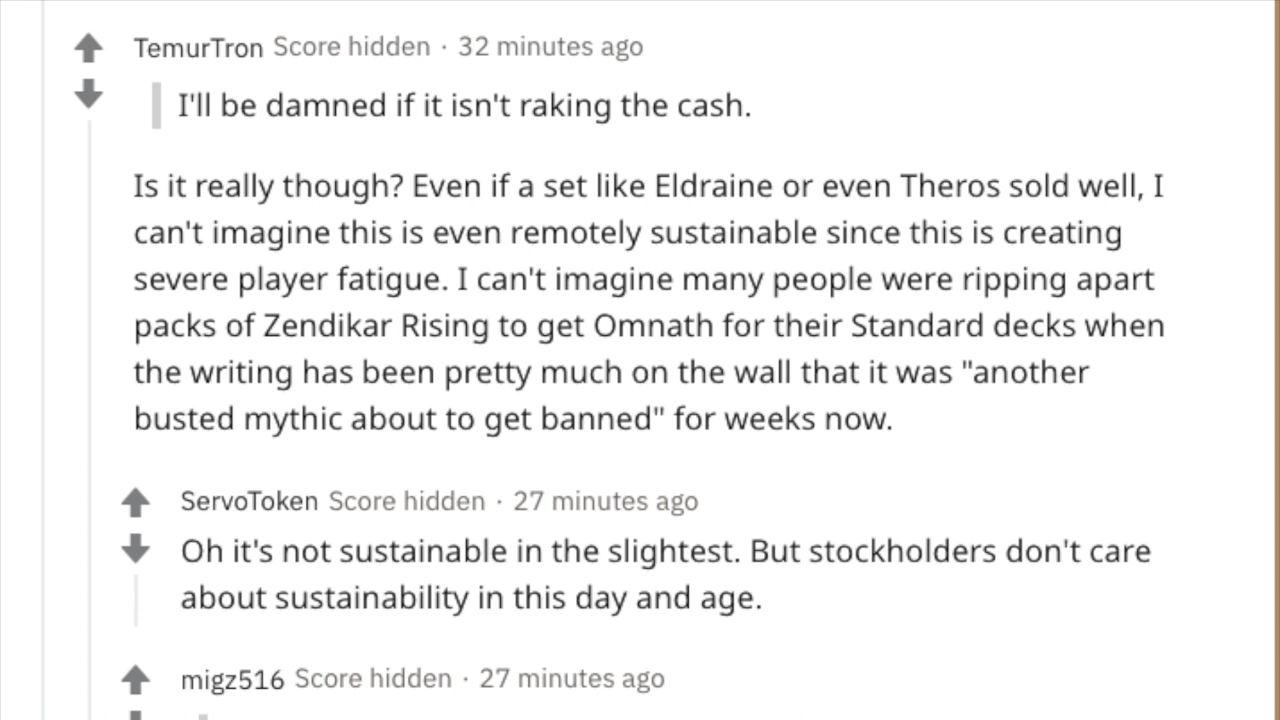 TemurTron Score hidden · 32 minutes ago
I'll be damned if it isn't raking the cash.
Is it really though? Even if a set like Eldraine or even Theros sold well, I
can't imagine this is even remotely sustainable since this is creating
severe player fatigue. I can't imagine many people were ripping apart
packs of Zendikar Rising to get Omnath for their Standard decks when
the writing has been pretty much on the wall that it was "another
busted mythic about to get banned" for weeks now.
ServoToken Score hidden · 27 minutes ago
Oh it's not sustainable in the slightest. But stockholders don't care
about sustainability in this day and age.
migz516 Score hidden · 27 minutes ago